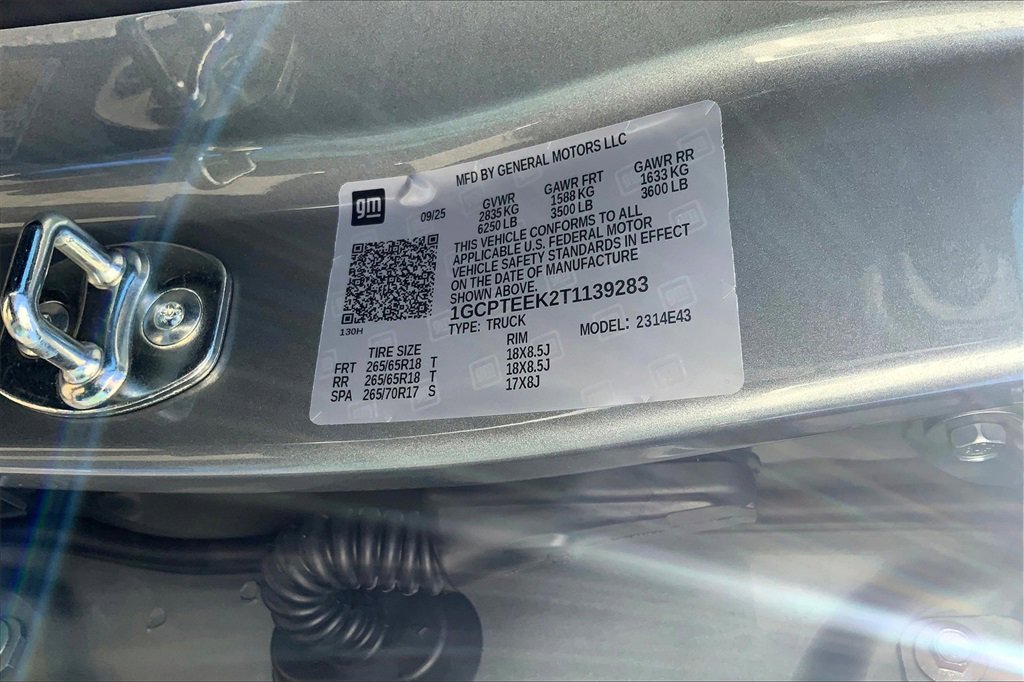 MFD BY GENERAL MOTORS LLC
gm
09/25
GVWR
2835 KG
6250 LB
GAWR FRT
1588 KG
3500 LB
GAWR RR
1633 KG
3600 LB
THIS VEHICLE CONFORMS TO ALL
APPLICABLE U.S. FEDERAL MOTOR
VEHICLE SAFETY STANDARDS IN EFFECT
ON THE DATE OF MANUFACTURE
SHOWN ABOVE.
1GCPTEEK2T1139283
130H
TYPE: TRUCK
MODEL: 2314E43
TIRE SIZE RIM
FRT 265/65R18 T 18X8.5J
RR 265/65R18 T 18X8.5J
SPA 265/70R17 S 17X8J